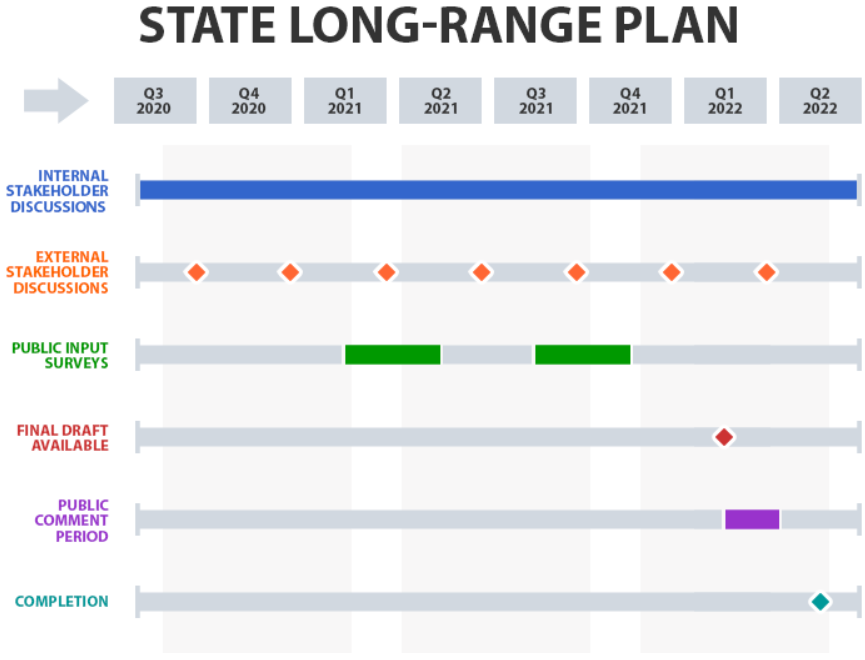 STATE LONG-RANGE PLAN
Q3 2020
Q4 2020
Q1 2021
Q2 2021
Q3 2021
Q4 2021
Q1 2022
Q2 2022
INTERNAL
STAKEHOLDER
DISCUSSIONS
EXTERNAL
STAKEHOLDER
DISCUSSIONS
PUBLIC INPUT
SURVEYS
FINAL DRAFT
AVAILABLE
PUBLIC
COMMENT
PERIOD
COMPLETION